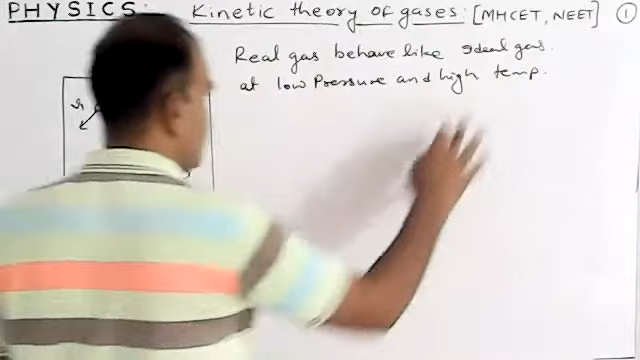 PHYSICS: Kinetic theory of gases: [MHCET, NEET] 1
Real gas behave like ideal gas.
at low Pressure and high temp.